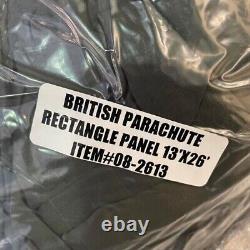 BRITISH PARACHUTE
RECTANGLE PANEL 13'X26'
ITEM#08-2613